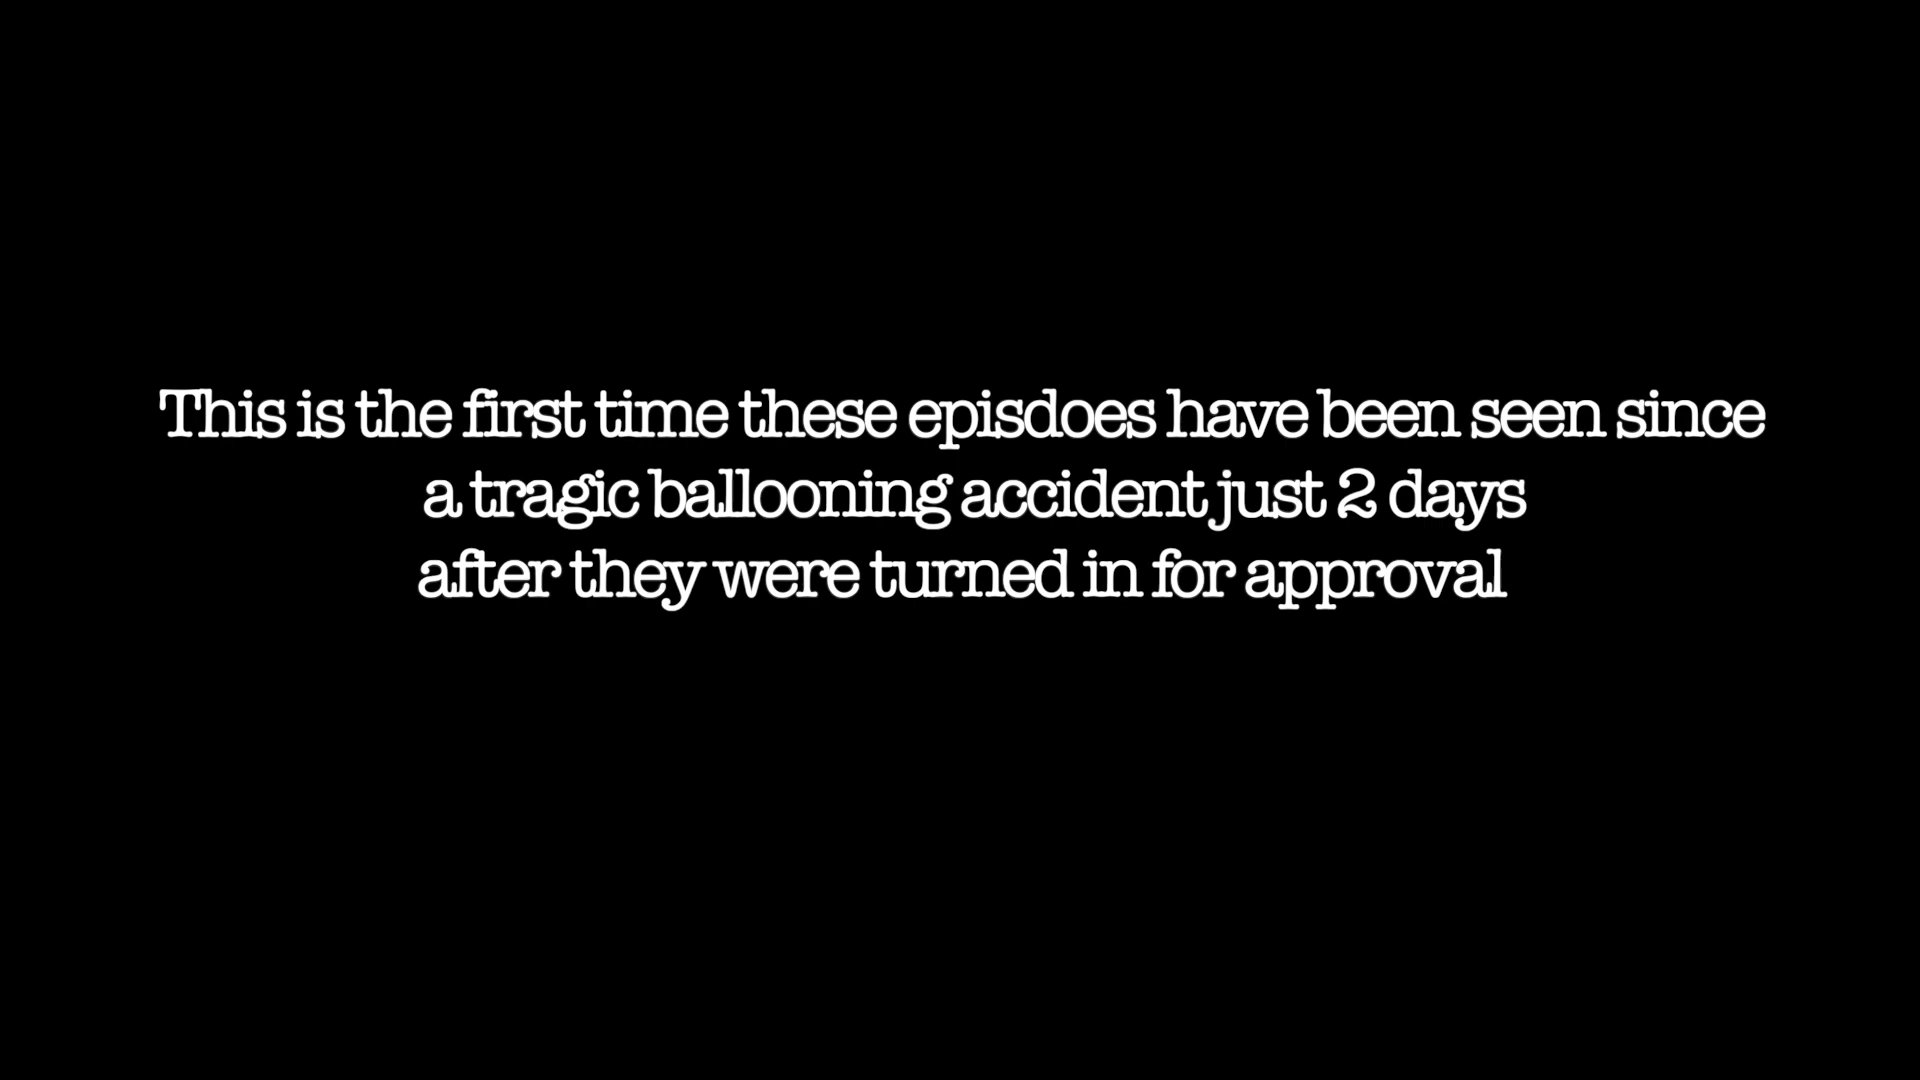 This is the first time these episdoes have been seen since
a tragic ballooning accident just 2 days
after they were turned in for approval